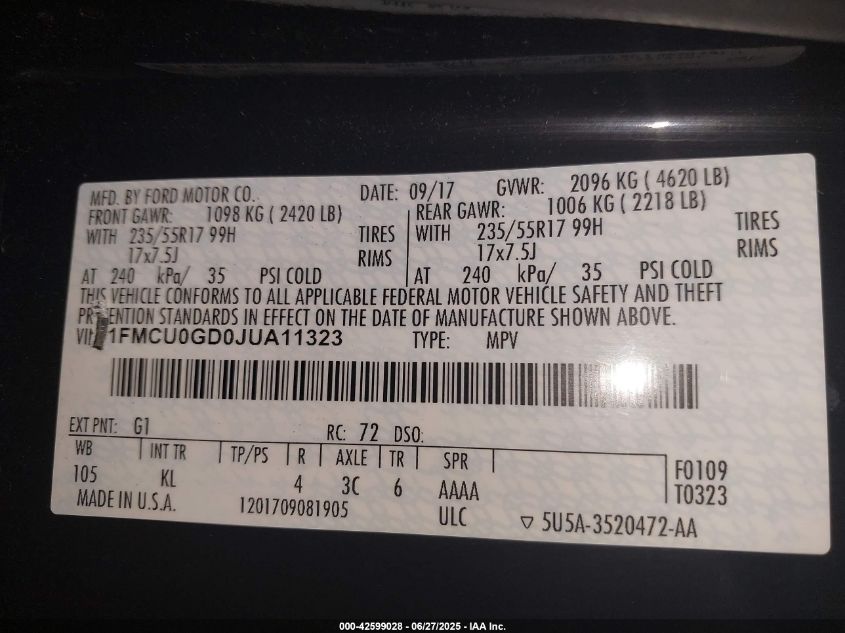 MFD. BY FORD MOTOR CO. DATE: 09/17 GVWR: 2096 KG ( 4620 LB)
FRONT GAWR: 1098 KG ( 2420 LB) REAR GAWR: 1006 KG ( 2218 LB)
WITH 235/55R17 99H TIRES WITH 235/55R17 99H TIRES
17x7.5J RIMS 17x7.5J RIMS
AT 240 kPa/ 35 PSI COLD AT 240 kPa/ 35 PSI COLD
THIS VEHICLE CONFORMS TO ALL APPLICABLE FEDERAL MOTOR VEHICLE SAFETY AND THEFT
PR ENTION STANDARDS IN EFFECT ON THE DATE OF MANUFACTURE SHOWN ABOVE.
VIN 1FMCU0GD0JUA11323 TYPE: MPV
EXT PNT: G1 RC: 72 DSO:
WB INT TR TP/PS R AXLE TR SPR F0109
105 KL 4 3C 6 AAAA T0323
MADE IN U.S.A. 1201709081905 ULC ▽ 5U5A-3520472-AA
000-42599028 - 06/27/2025 - IAA Inc.